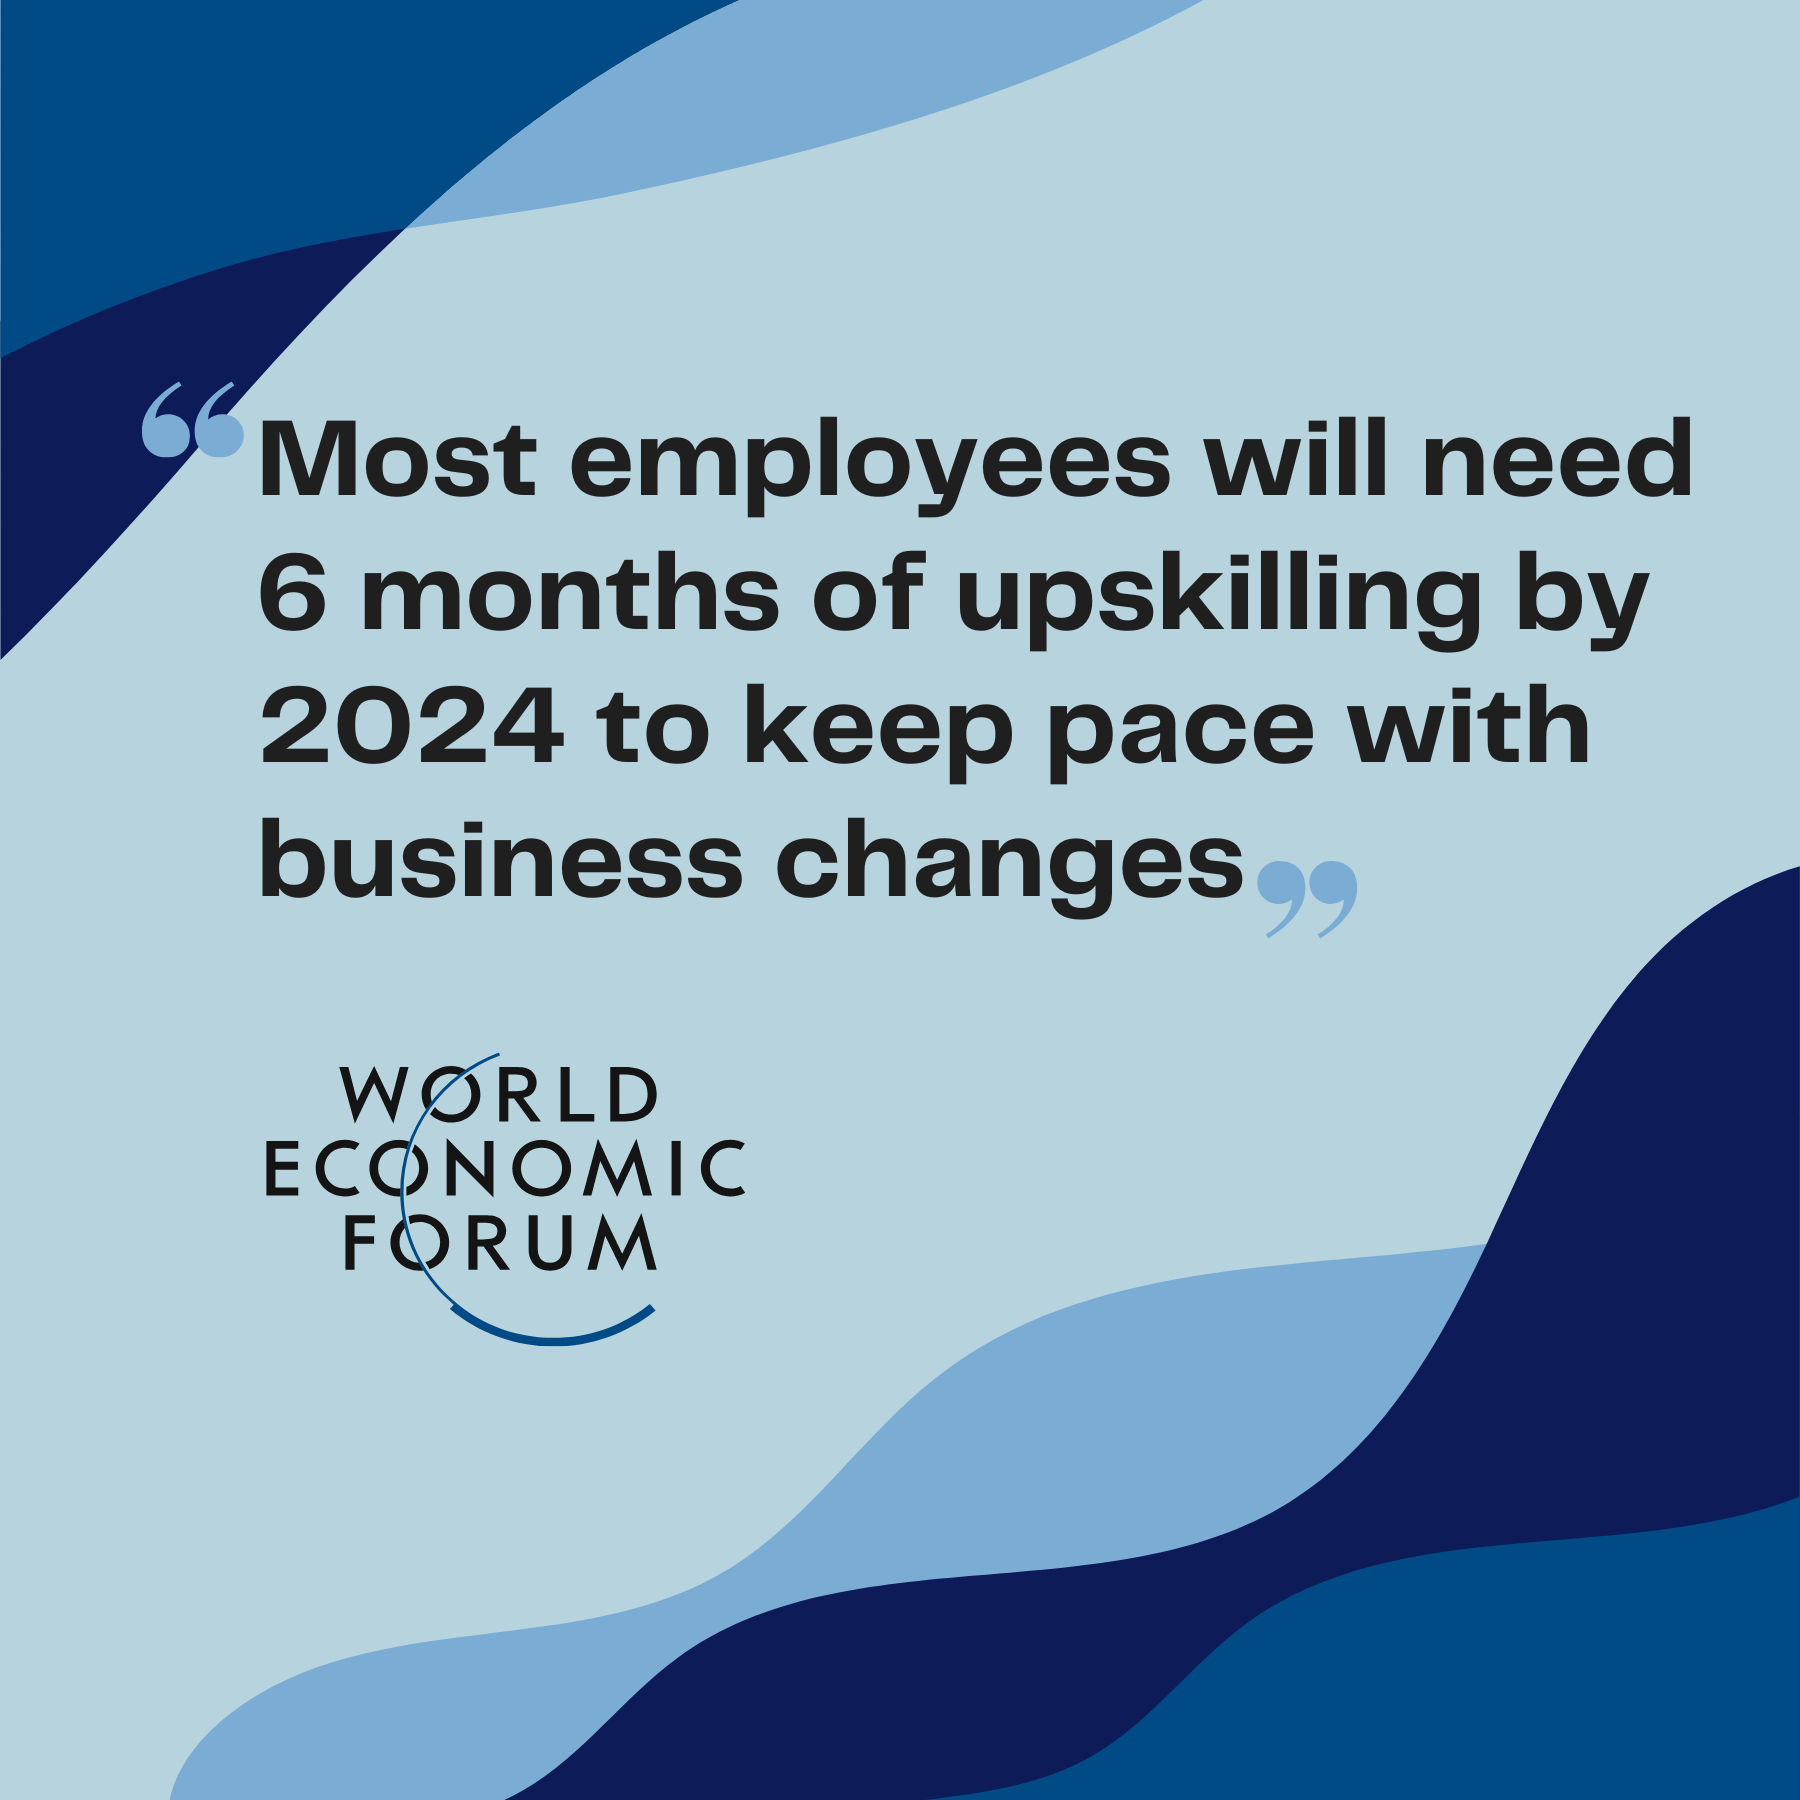 “Most employees will need
6 months of upskilling by
2024 to keep pace with
business changes”
WORLD
ECONOMIC
FORUM